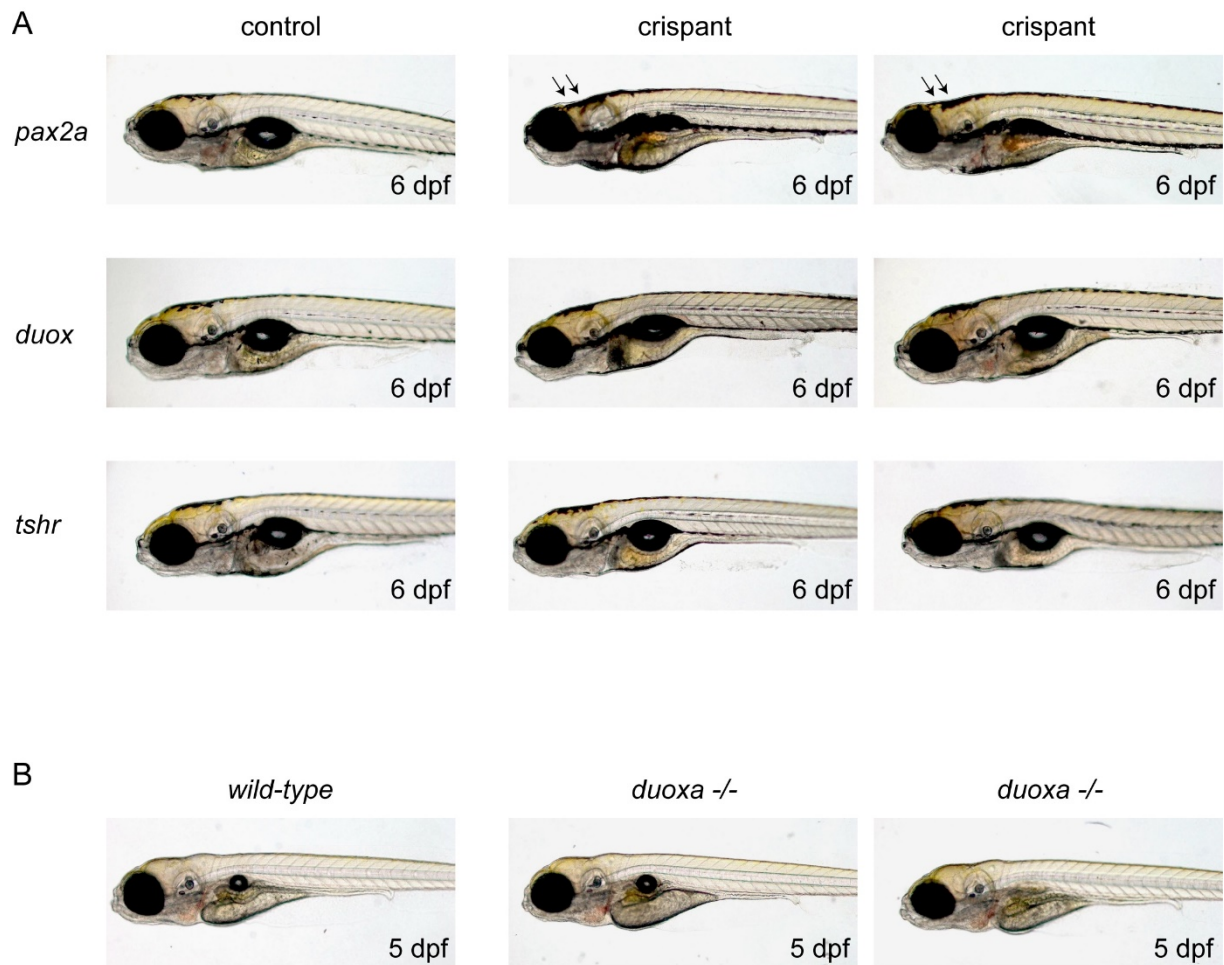 A
control crispant crispant
pax2a
6 dpf 6 dpf 6 dpf
duox
6 dpf 6 dpf 6 dpf
tshr
6 dpf 6 dpf 6 dpf
B
wild-type duoxa -/- duoxa -/-
5 dpf 5 dpf 5 dpf